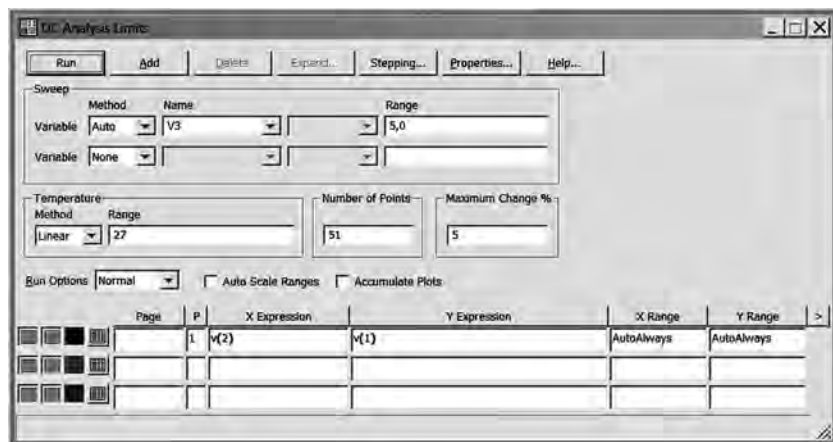 DC Analysis Limits
Run Add Delete Expand... Stepping... Properties... Help...
Sweep
Method Name Range
Variable Auto V3 5,0
Variable None
Temperature Number of Points Maximum Change %
Method Range
Linear 27 51 5
Run Options Normal Auto Scale Ranges Accumulate Plots
Page P X Expression Y Expression X Range Y Range >
1 v(2) v(1) AutoAlways AutoAlways